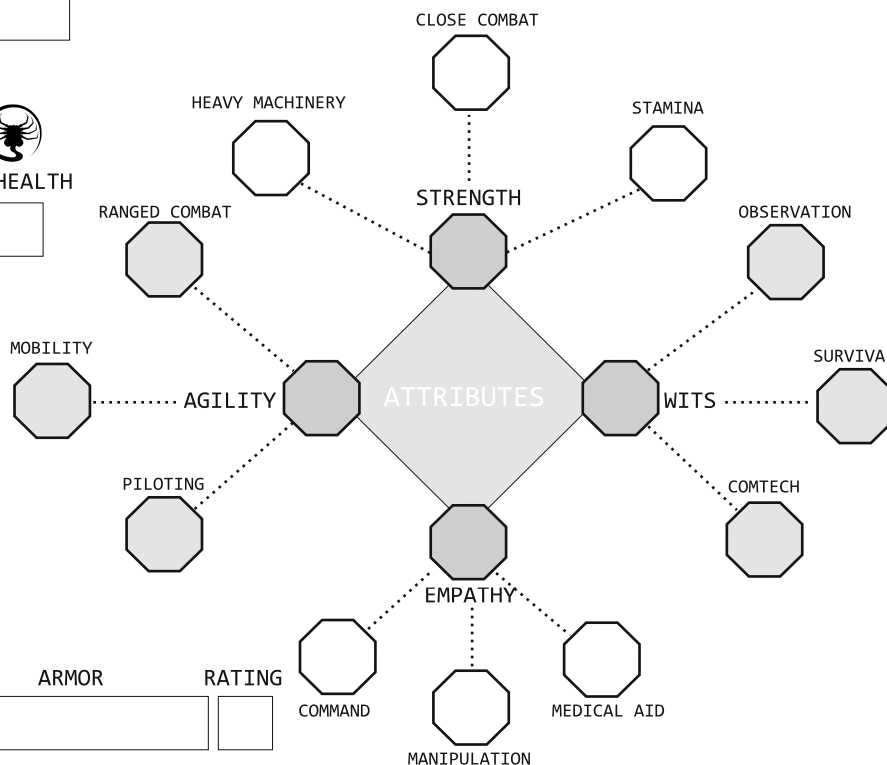 CLOSE COMBAT
HEAVY MACHINERY
STAMINA
HEALTH
STRENGTH
RANGED COMBAT
OBSERVATION
MOBILITY
SURVIVA
AGILITY
ATTRIBUTES
WITS
PILOTING
COMTECH
EMPATHY
ARMOR
RATING
COMMAND
MEDICAL AID
MANIPULATION